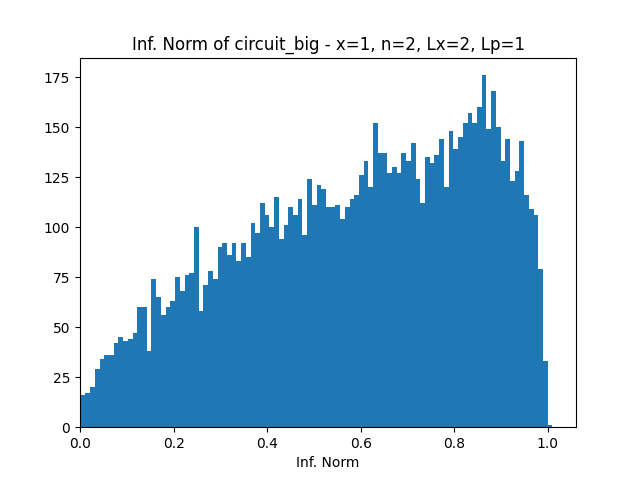 Inf. Norm of circuit_big - x=1, n=2, Lx=2, Lp=1
175
150
125
100
75
50
25
0
0.0 0.2 0.4 0.6 0.8 1.0
Inf. Norm